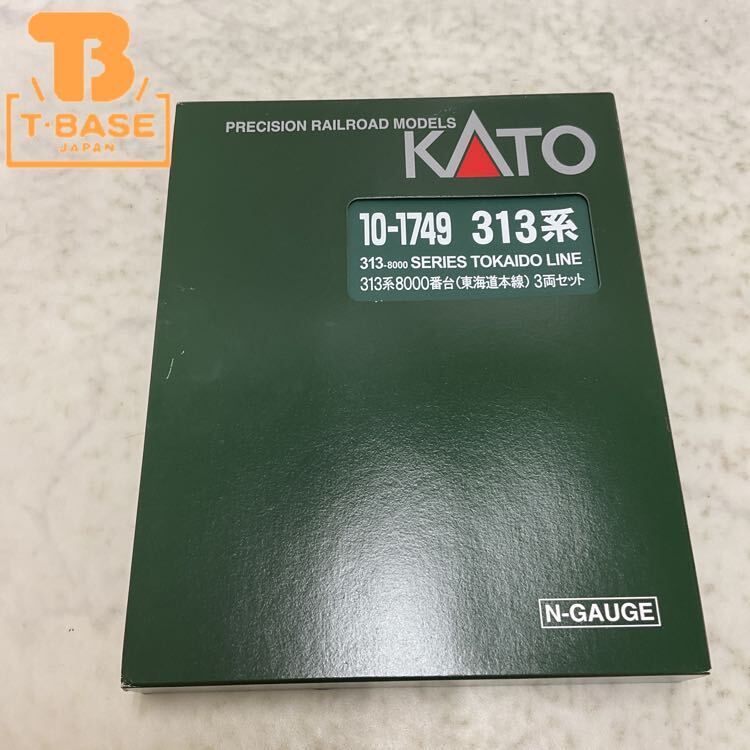 TB
T·BASE
JAPAN
PRECISION RAILROAD MODELS
KATO
10-1749 313系
313-8000 SERIES TOKAIDO LINE
313系8000番台(東海道本線) 3両セット
N-GAUGE